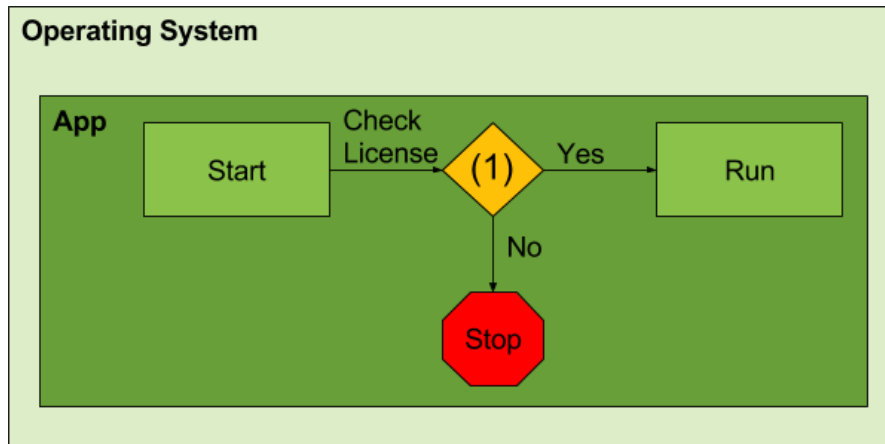 Operating System
App
Start
Check
License
(1)
Yes
Run
No
Stop